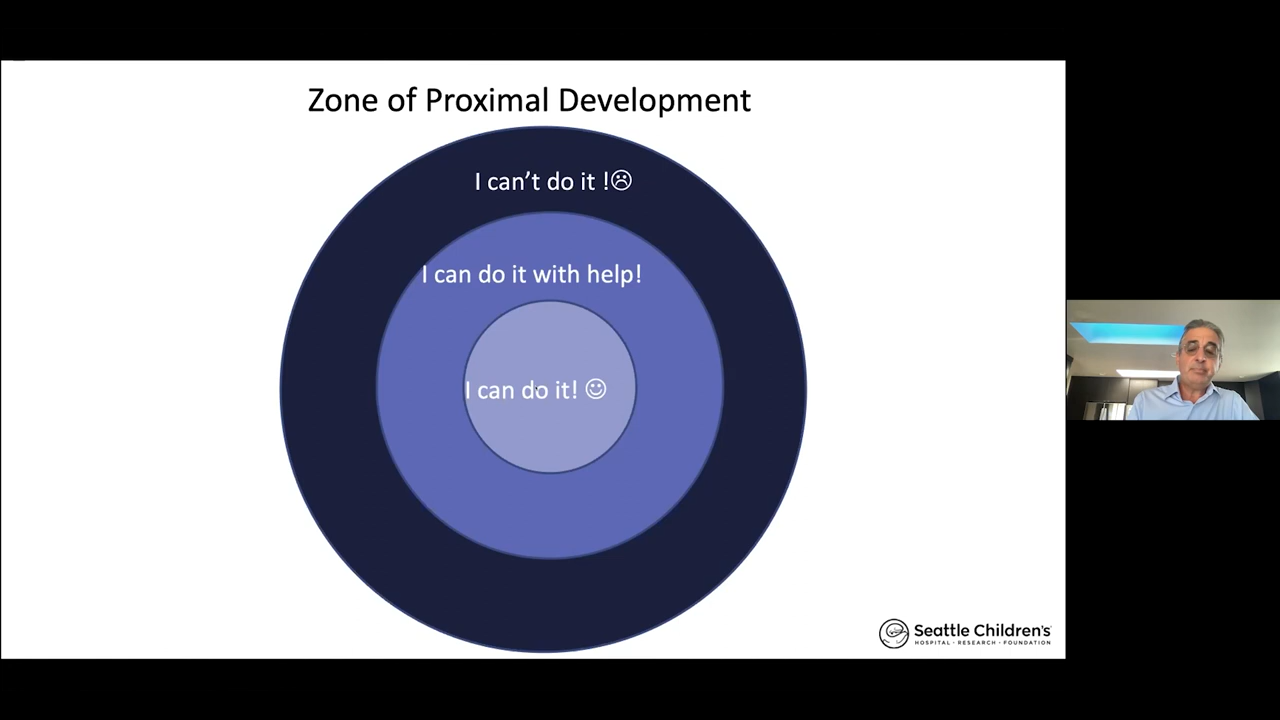 Zone of Proximal Development
I can’t do it !☹
I can do it with help!
I can do it! ☺
Seattle Children's
HOSPITAL · RESEARCH · FOUNDATION